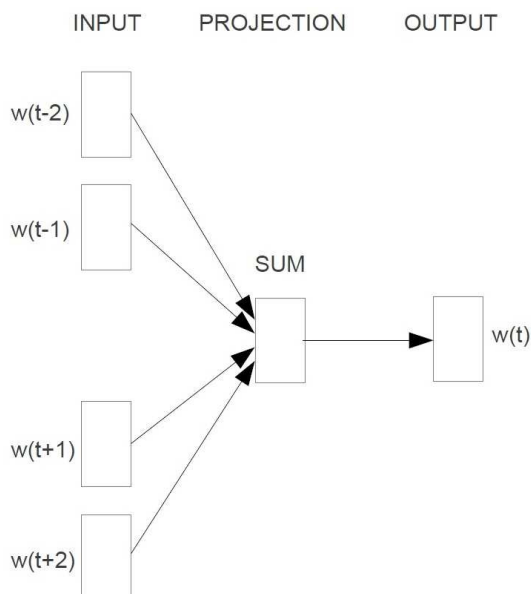 INPUT PROJECTION OUTPUT
w(t-2)
w(t-1)
SUM
w(t)
w(t+1)
w(t+2)